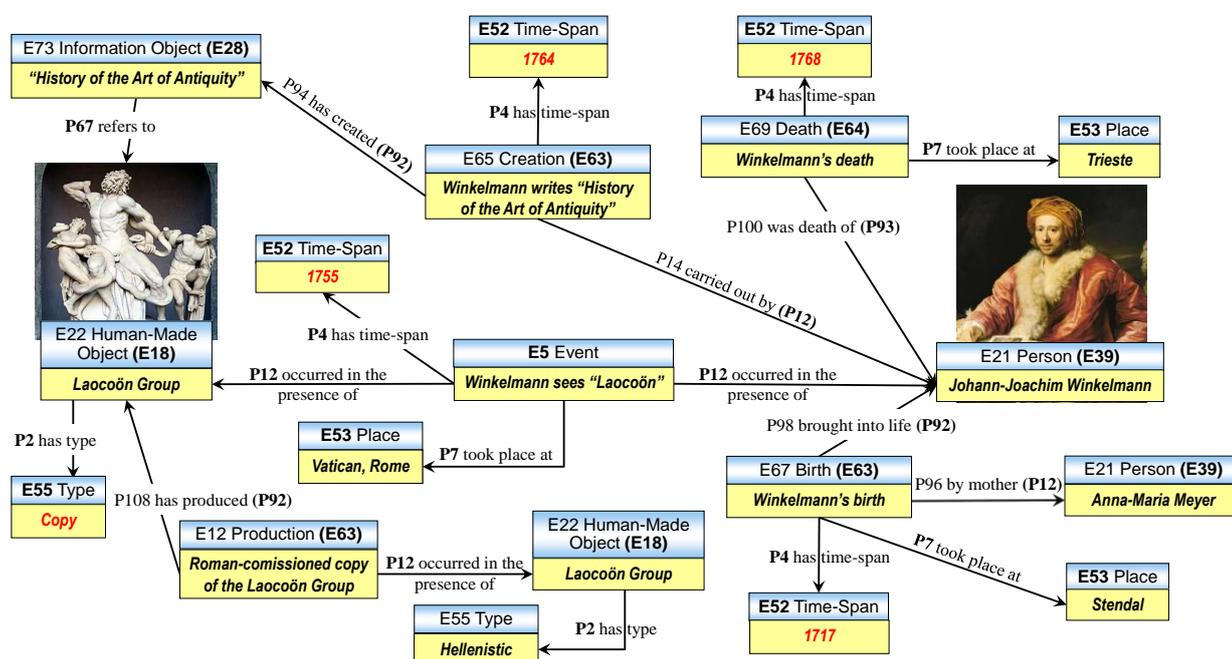 E52 Time-Span
1764
E52 Time-Span
1768
E73 Information Object (E28)
“History of the Art of Antiquity”
P94 has created (P92)
P4 has time-span
P4 has time-span
P67 refers to
E65 Creation (E63)
Winkelmann writes “History
of the Art of Antiquity”
E69 Death (E64)
Winkelmann’s death
P7 took place at
E53 Place
Trieste
P100 was death of (P93)
E52 Time-Span
1755
P14 carried out by (P12)
P4 has time-span
E22 Human-Made
Object (E18)
Laocoön Group
P12 occurred in the
presence of
E5 Event
Winkelmann sees “Laocoön”
P12 occurred in the
presence of
E21 Person (E39)
Johann-Joachim Winkelmann
P98 brought into life (P92)
P2 has type
E53 Place
Vatican, Rome
P7 took place at
E67 Birth (E63)
Winkelmann’s birth
P96 by mother (P12)
E21 Person (E39)
Anna-Maria Meyer
E55 Type
Copy
P108 has produced (P92)
E12 Production (E63)
Roman-comissioned copy
of the Laocoön Group
P12 occurred in the
presence of
E22 Human-Made
Object (E18)
Laocoön Group
P4 has time-span
P7 took place at
E53 Place
Stendal
E55 Type
Hellenistic
P2 has type
E52 Time-Span
1717